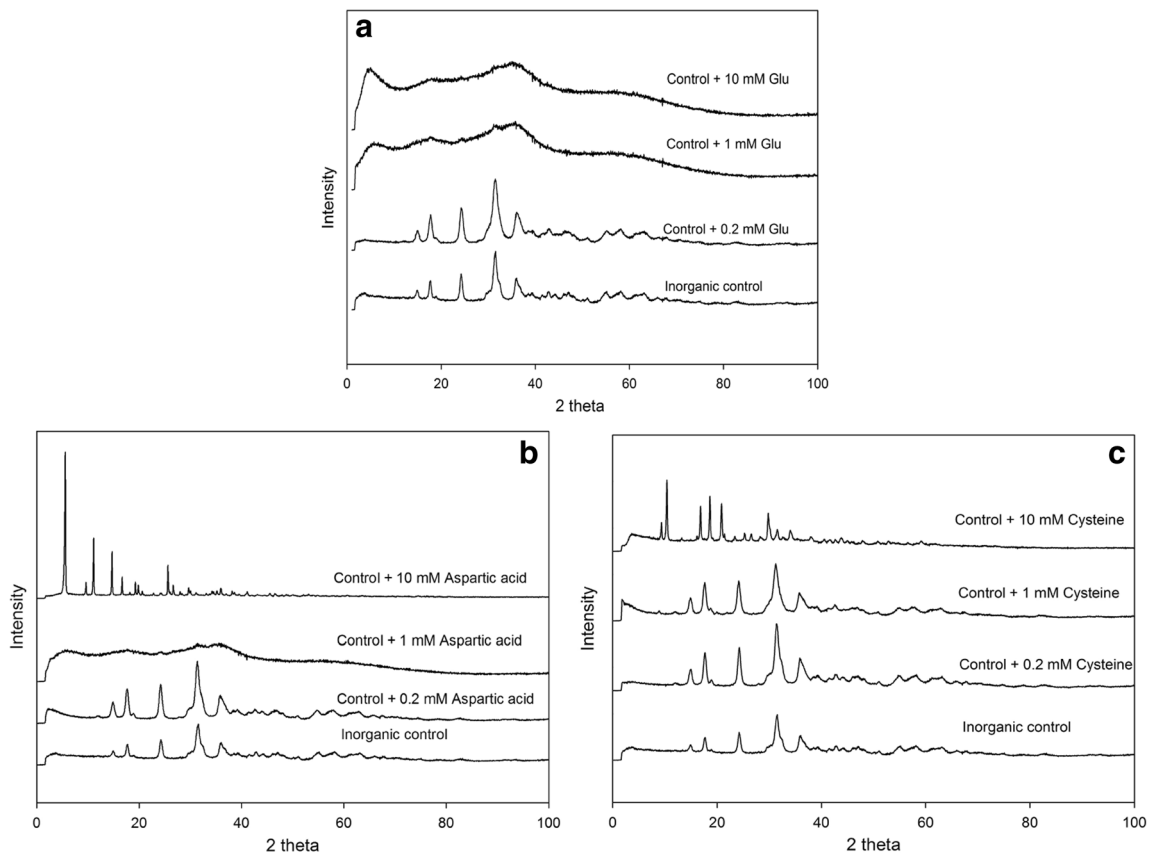 a
Control + 10 mM Glu
Control + 1 mM Glu
Control + 0.2 mM Glu
Inorganic control
Intensity
0 20 40 60 80 100
2 theta
b
Control + 10 mM Aspartic acid
Control + 1 mM Aspartic acid
Control + 0.2 mM Aspartic acid
Inorganic control
Intensity
0 20 40 60 80 100
2 theta
c
Control + 10 mM Cysteine
Control + 1 mM Cysteine
Control + 0.2 mM Cysteine
Inorganic control
Intensity
0 20 40 60 80 100
2 theta